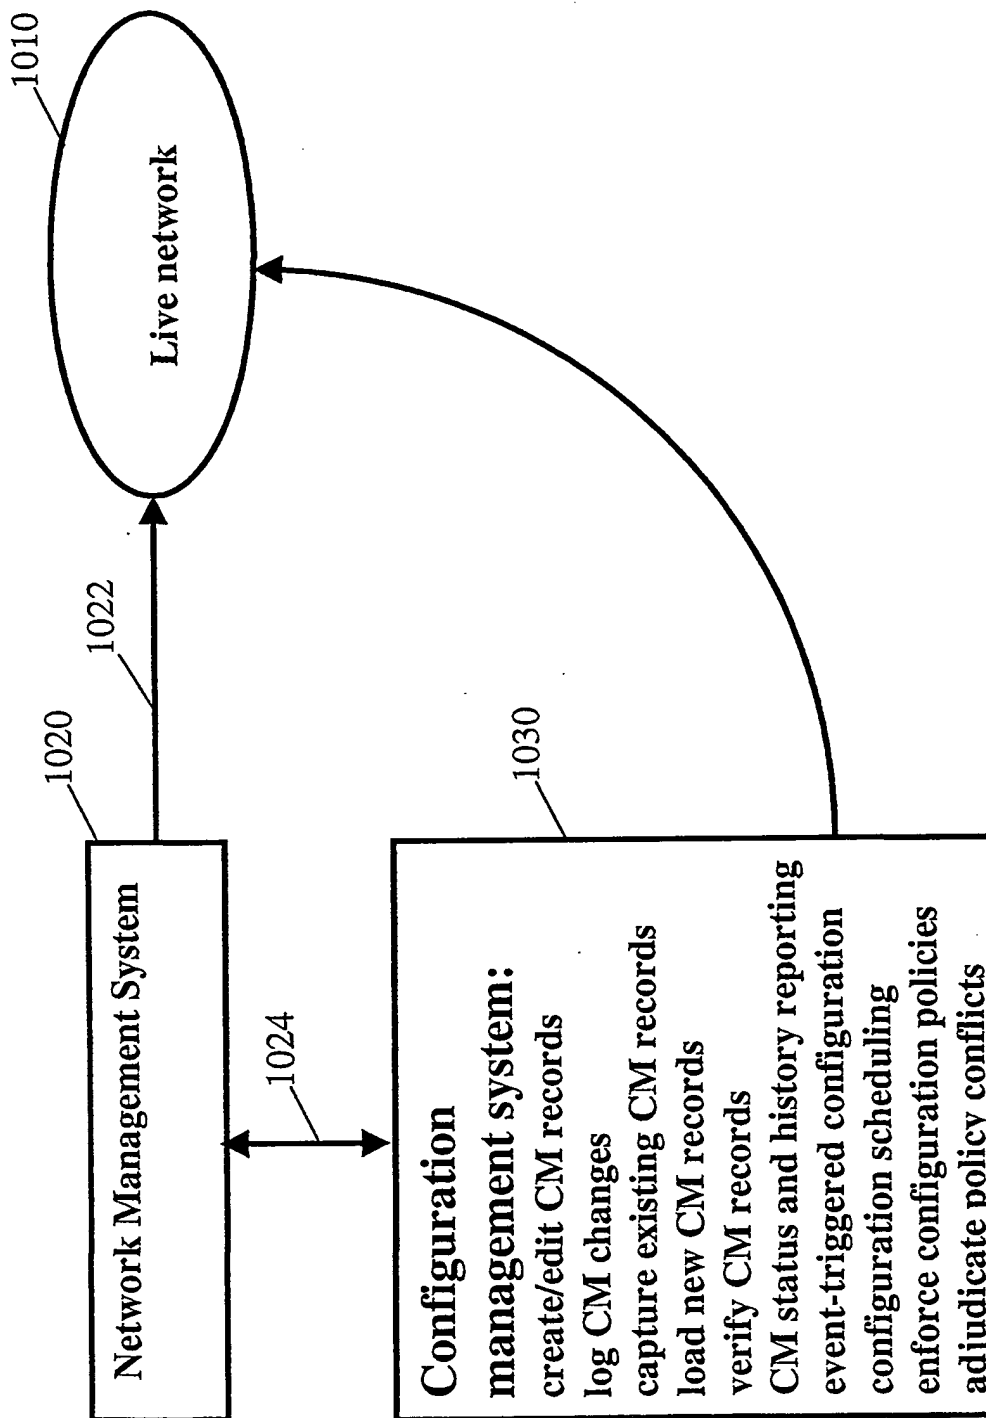 Network Management System
1020
1022
1010
Live network
1024
1030
Configuration
management system:
create/edit CM records
log CM changes
capture existing CM records
load new CM records
verify CM records
CM status and history reporting
event-triggered configuration
configuration scheduling
enforce configuration policies
adjudicate policy conflicts